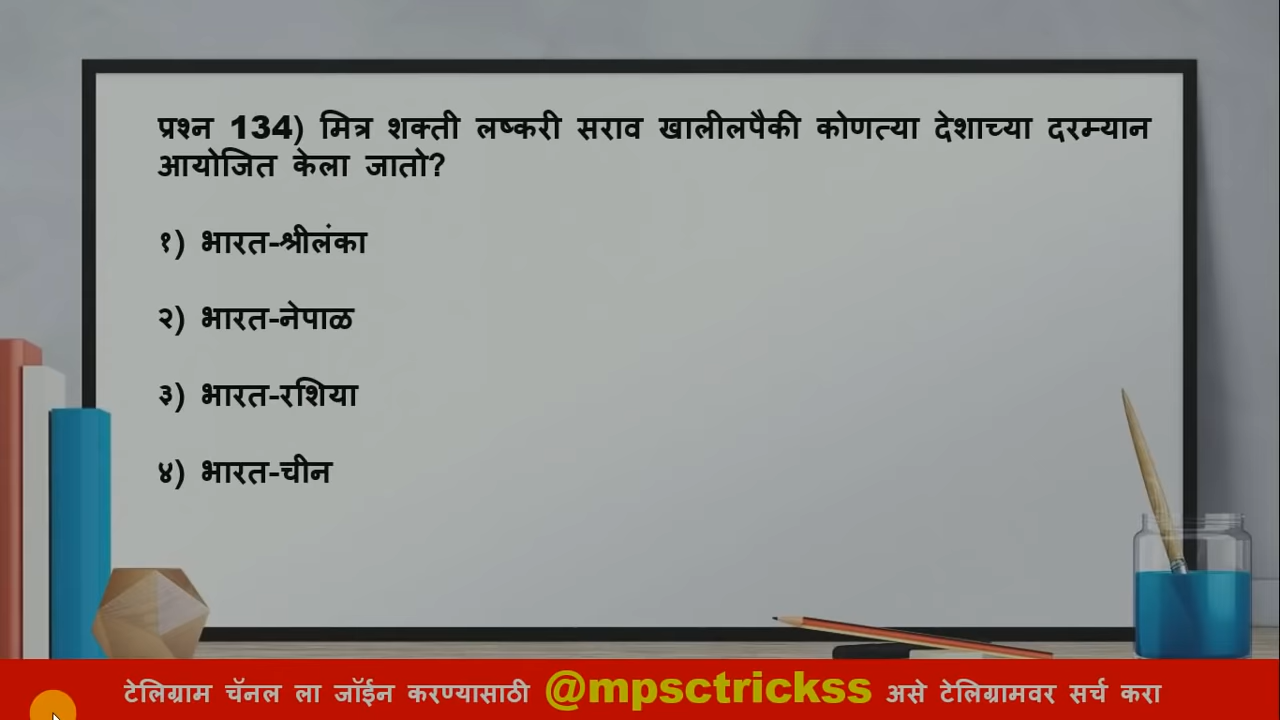 प्रश्न 134) मित्र शक्ती लष्करी सराव खालीलपैकी कोणत्या देशाच्या दरम्यान
आयोजित केला जातो?
१) भारत-श्रीलंका
२) भारत-नेपाळ
३) भारत-रशिया
४) भारत-चीन
टेलिग्राम चॅनल ला जॉईन करण्यासाठी @mpsctrickss असे टेलिग्रामवर सर्च करा